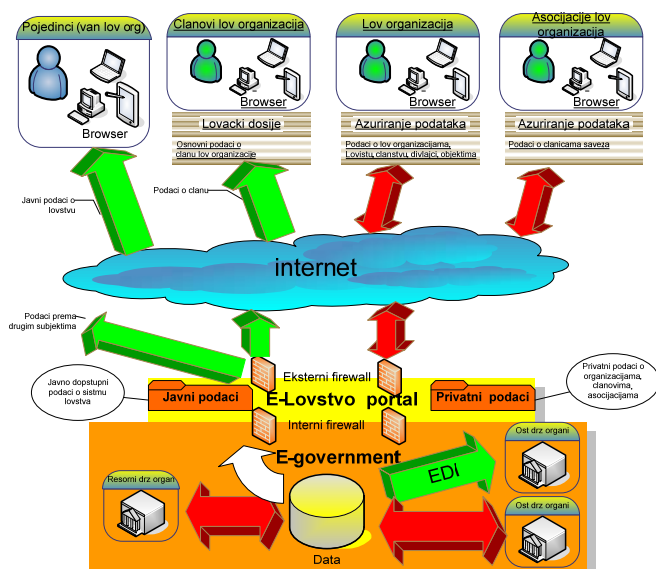 Pojedinci (van lov org)
Browser
Clanovi lov organizacija
Browser
Lovacki dosije
Osnovni podaci o
clanu lov organizacije
Lov organizacija
Browser
Azuriranje podataka
Podaci o lov organizacijama,
Lovistu, clanstvu, divlajci, objektima
Asocijacije lov
organizacija
Browser
Azuriranje podataka
Podaci o clanicama saveza
Javni podaci o
lovstvu
Podaci o clanu
internet
Podaci prema
drugim subjektima
Eksterni firewall
Javno dopstupni
podaci o sistmu
lovstva
Javni podaci
E-Lovstvo portal
Privatni podaci
Privatni podaci o
organizacijama,
clanovima,
asocijacijama
Interni firewall
E-government
Resorni drz organ
EDI
Ost drz organi
Ost drz organi
Data